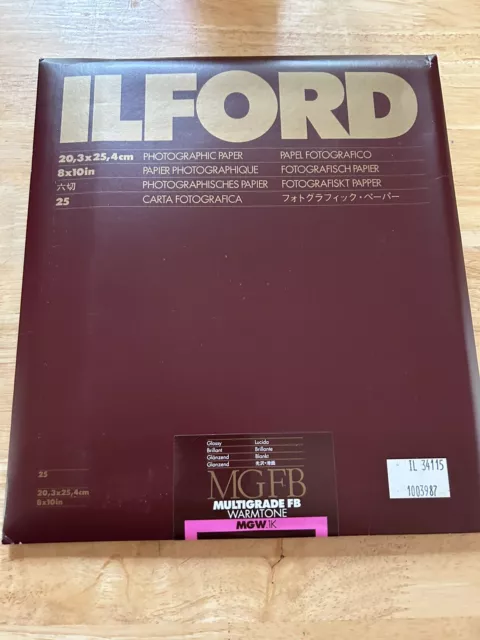 ILFORD
20,3x25,4cm PHOTOGRAPHIC PAPER PAPEL FOTOGRAFICO
8x10in PAPIER PHOTOGRAPHIQUE FOTOGRAFISCH PAPIER
六切 PHOTOGRAPHISCHES PAPIER FOTOGRAFISKT PAPPER
25 CARTA FOTOGRAFICA フォトグラフィック・ペーパー
Glossy Lucida
Brillant Brillante
Glänzend Blankt
Glanzend
MGFB
MULTIGRADE FB
WARMTONE
MGW.1K
25
20,3x25,4cm
8x10in
IL 34115
1003987